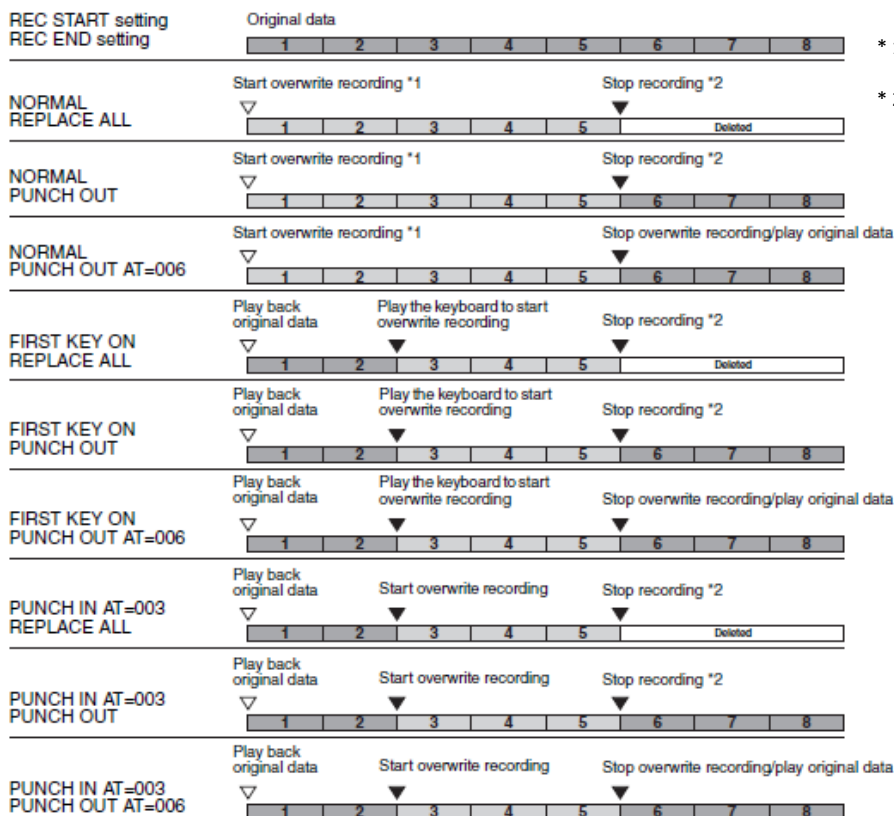 REC START setting
REC END setting
Original data
1 2 3 4 5 6 7 8
*
*
NORMAL
REPLACE ALL
Start overwrite recording *1
Stop recording *2
1 2 3 4 5 Deleted
NORMAL
PUNCH OUT
Start overwrite recording *1
Stop recording *2
1 2 3 4 5 6 7 8
NORMAL
PUNCH OUT AT=006
Start overwrite recording *1
Stop overwrite recording/play original data
1 2 3 4 5 6 7 8
FIRST KEY ON
REPLACE ALL
Play back
original data
Play the keyboard to start
overwrite recording
Stop recording *2
1 2 3 4 5 Deleted
FIRST KEY ON
PUNCH OUT
Play back
original data
Play the keyboard to start
overwrite recording
Stop recording *2
1 2 3 4 5 6 7 8
FIRST KEY ON
PUNCH OUT AT=006
Play back
original data
Play the keyboard to start
overwrite recording
Stop overwrite recording/play original data
1 2 3 4 5 6 7 8
PUNCH IN AT=003
REPLACE ALL
Play back
original data
Start overwrite recording
Stop recording *2
1 2 3 4 5 Deleted
PUNCH IN AT=003
PUNCH OUT
Play back
original data
Start overwrite recording
Stop recording *2
1 2 3 4 5 6 7 8
PUNCH IN AT=003
PUNCH OUT AT=006
Play back
original data
Start overwrite recording
Stop overwrite recording/play original data
1 2 3 4 5 6 7 8